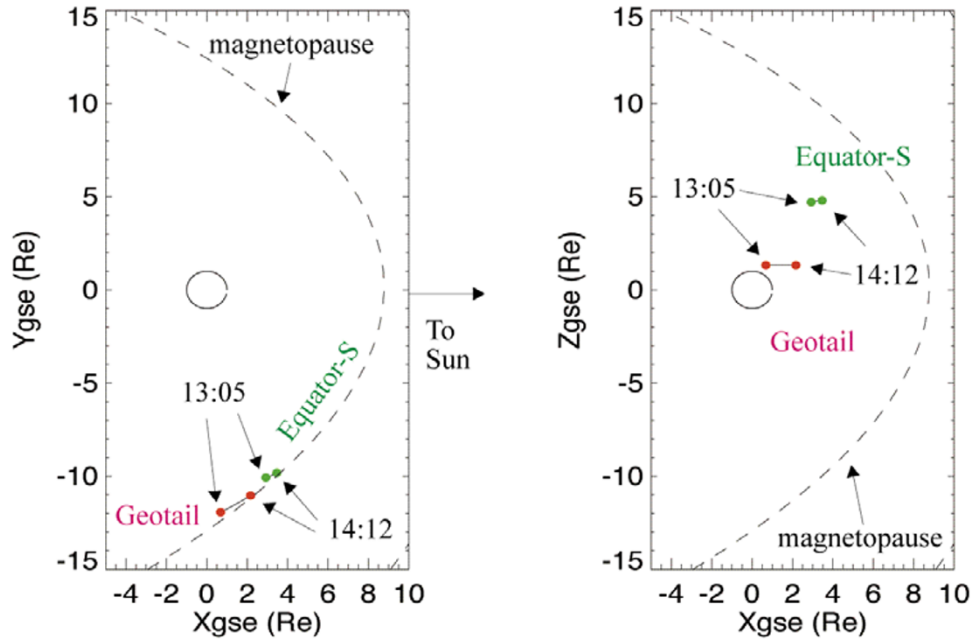 15
10
5
0
-5
-10
-15
Ygse (Re)
-4 -2 0 2 4 6 8 10
Xgse (Re)
magnetopause
13:05
Equator-S
Geotail
14:12
To
Sun
15
10
5
0
-5
-10
-15
Zgse (Re)
-4 -2 0 2 4 6 8 10
Xgse (Re)
Equator-S
13:05
14:12
Geotail
magnetopause